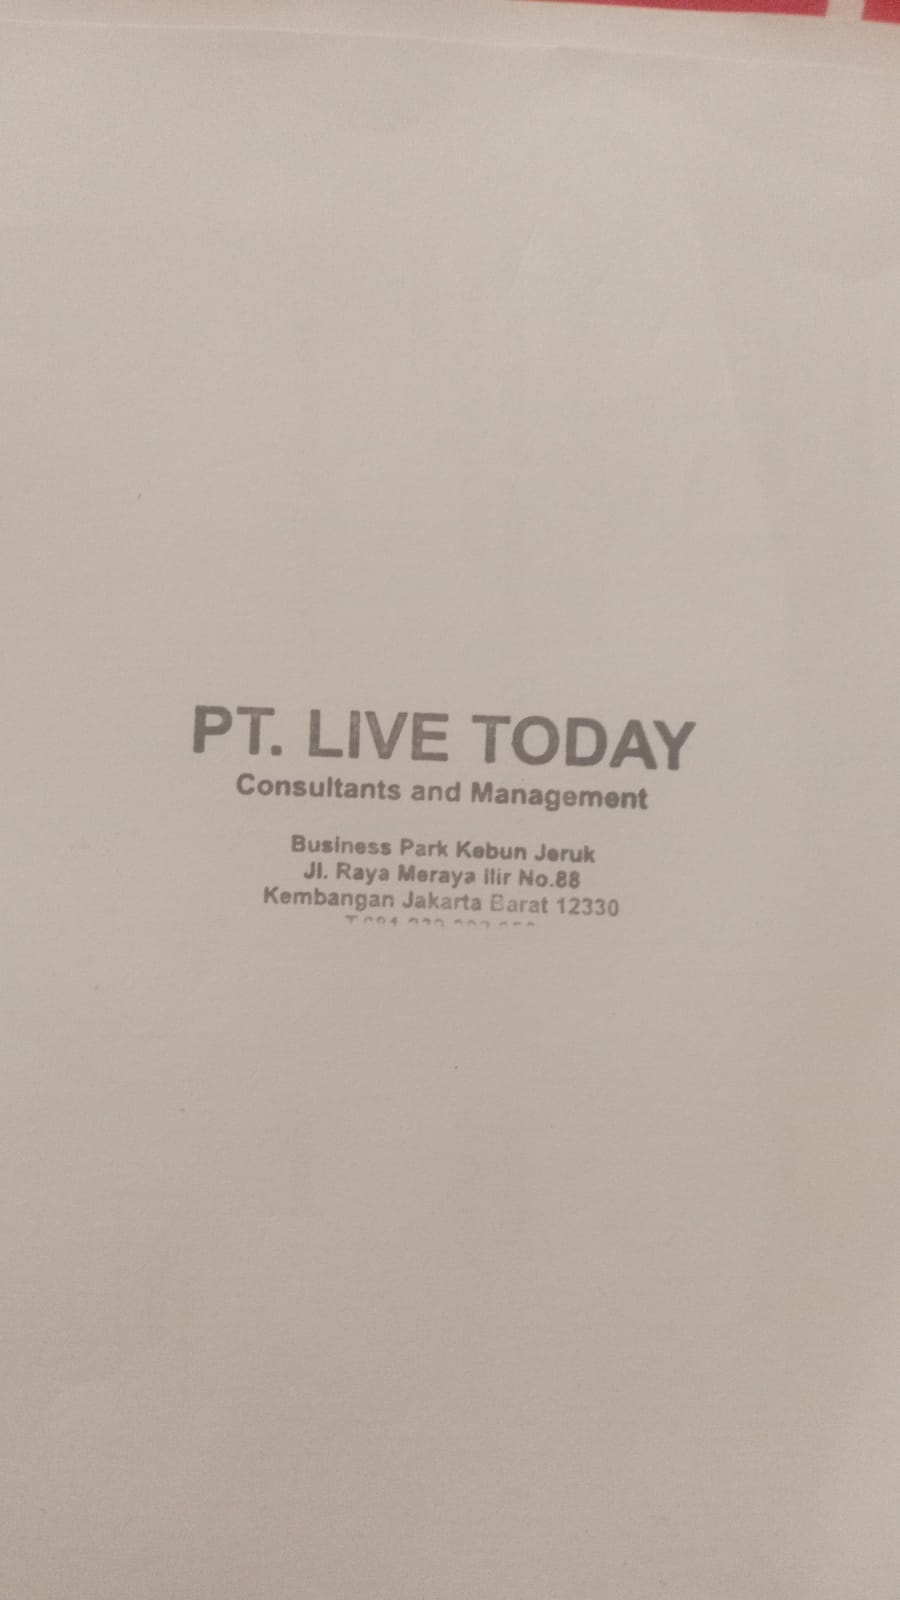 PT. LIVE TODAY
Consultants and Management
Business Park Kebun Jeruk
Jl. Raya Meraya Ilir No.88
Kembangan Jakarta Barat 12330